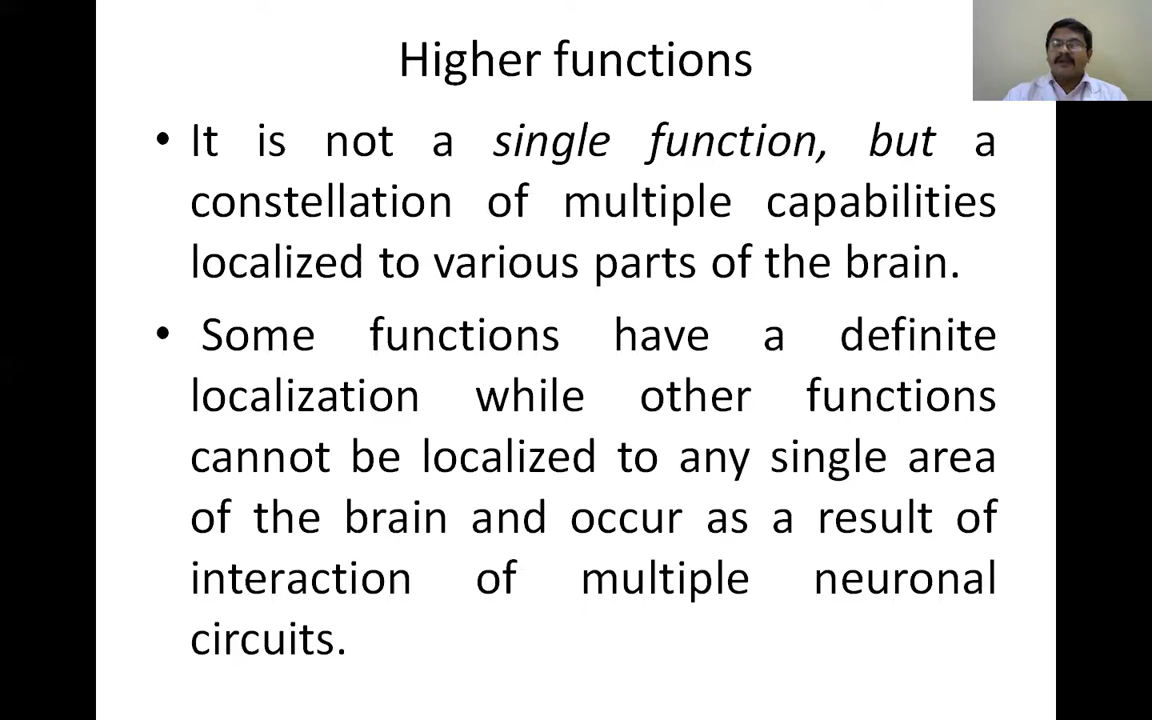 Higher functions
• It is not a single function, but a
constellation of multiple capabilities
localized to various parts of the brain.
• Some functions have a definite
localization while other functions
cannot be localized to any single area
of the brain and occur as a result of
interaction of multiple neuronal
circuits.